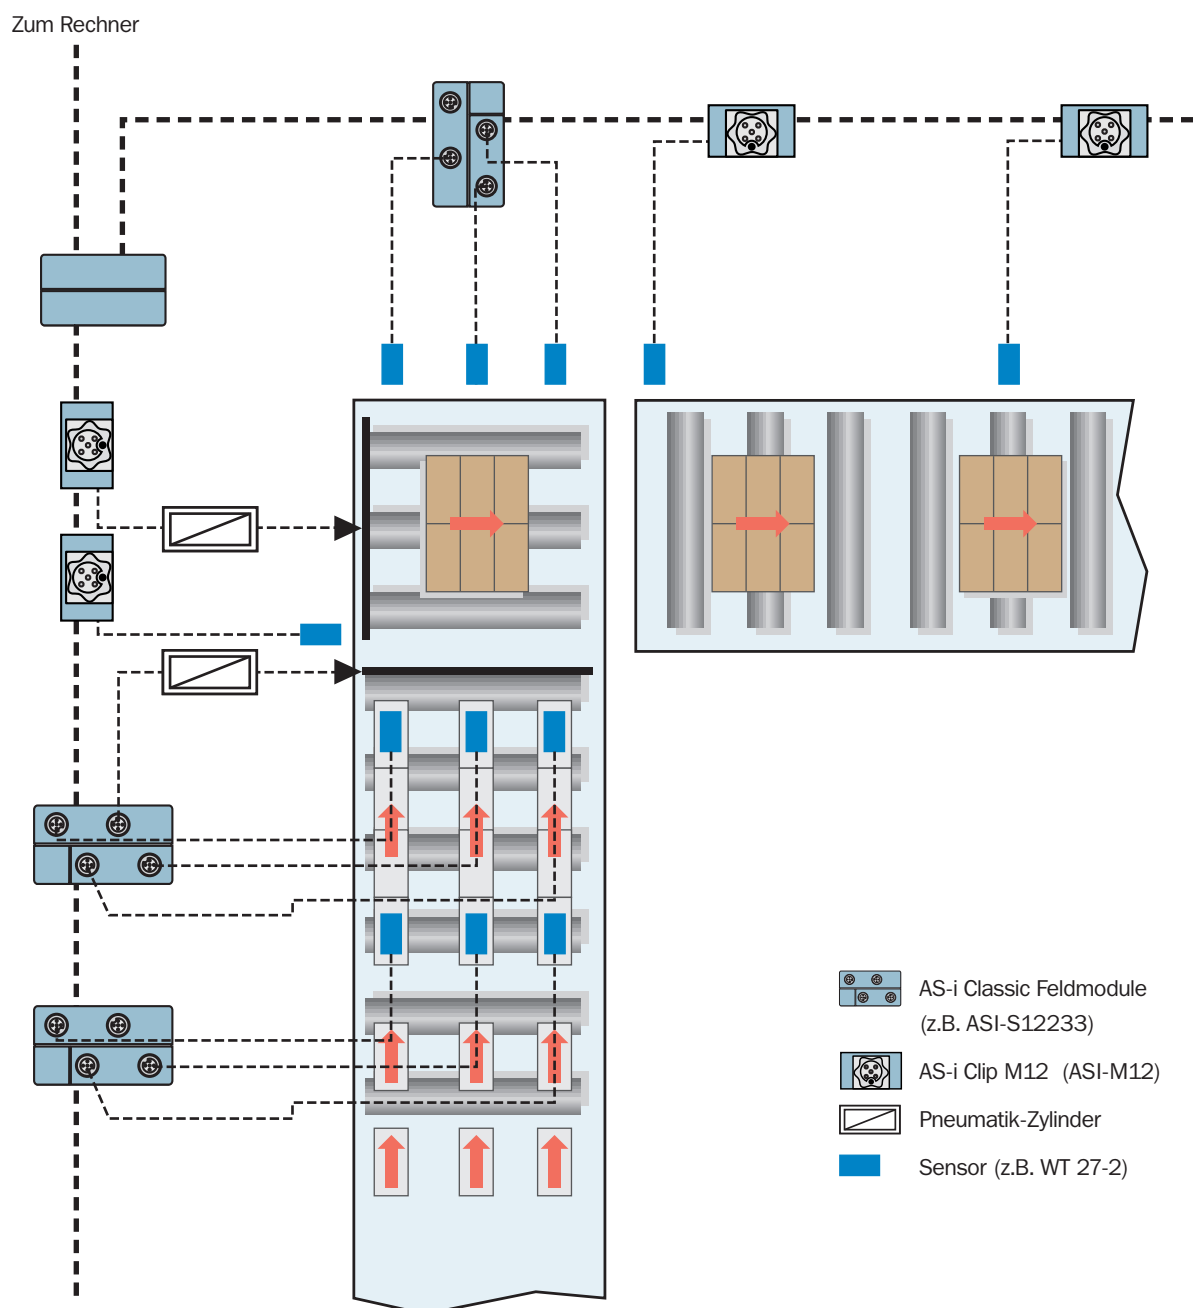 Zum Rechner
AS-i Classic Feldmodule
(z.B. ASI-S12233)
AS-i Clip M12 (ASI-M12)
Pneumatik-Zylinder
Sensor (z.B. WT 27-2)